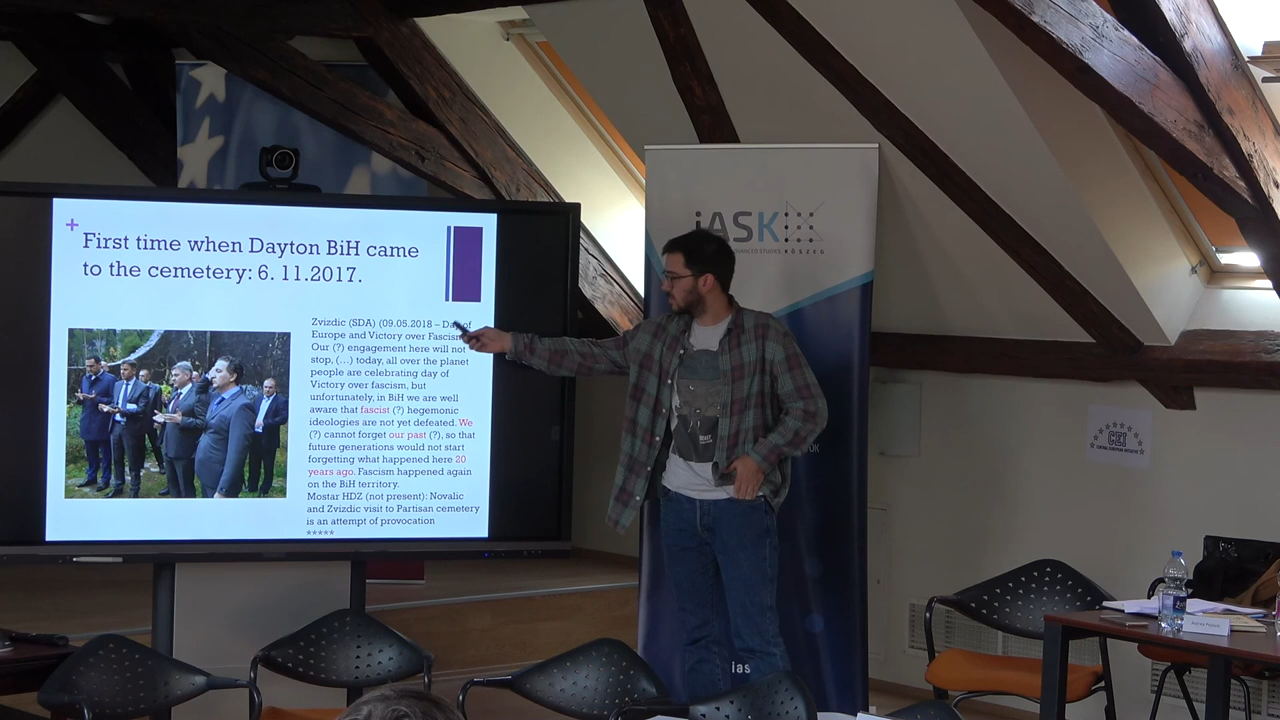 +
First time when Dayton BiH came
to the cemetery: 6. 11.2017.
Zvizdic (SDA) (09.05.2018 – Day of
Europe and Victory over Fascism
Our (?) engagement here will not
stop, (...) today, all over the planet
people are celebrating day of
Victory over fascism, but
unfortunately, in BiH we are well
aware that fascist (?) hegemonic
ideologies are not yet defeated. We
(?) cannot forget our past (?), so that
future generations would not start
forgetting what happened here 20
years ago. Fascism happened again
on the BiH territory.
Mostar HDZ (not present): Novalic
and Zvizdic visit to Partisan cemetery
is an attempt of provocation
*****
iASK
KŐSZEG
ias
CEI
CENTRAL EUROPEAN INITIATIVE